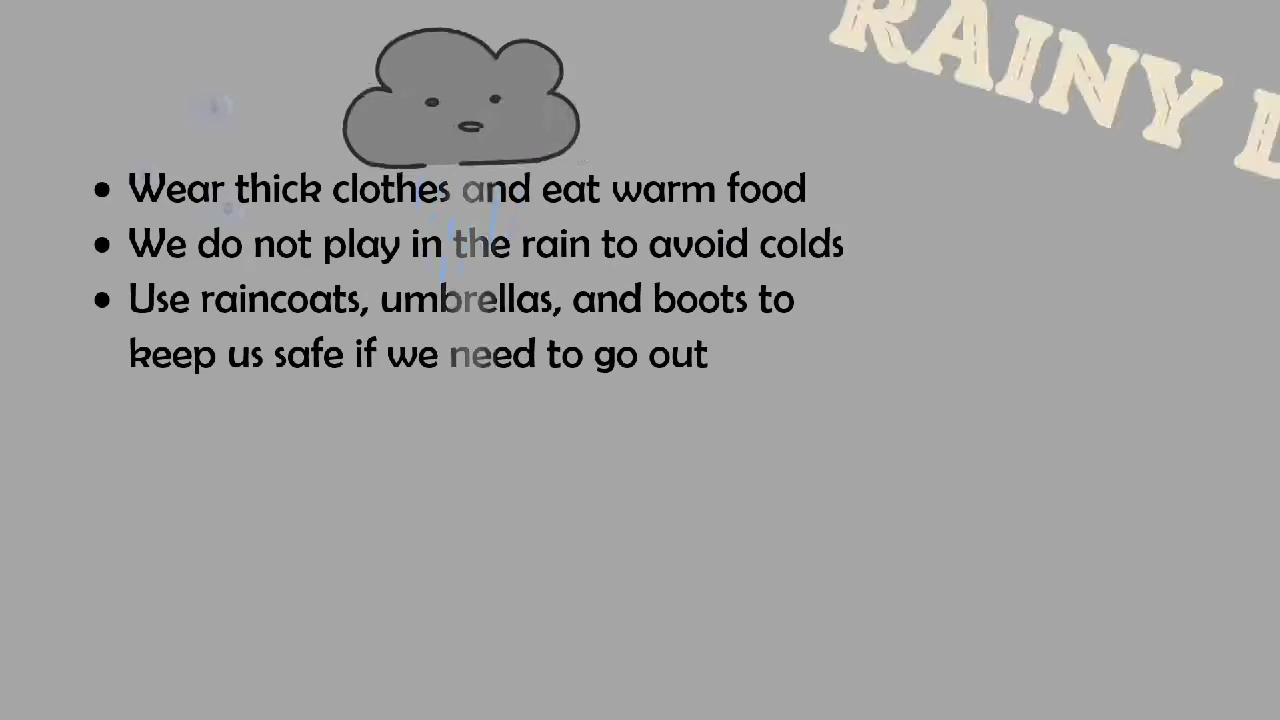 RAINY
• Wear thick clothes and eat warm food
• We do not play in the rain to avoid colds
• Use raincoats, umbrellas, and boots to
keep us safe if we need to go out